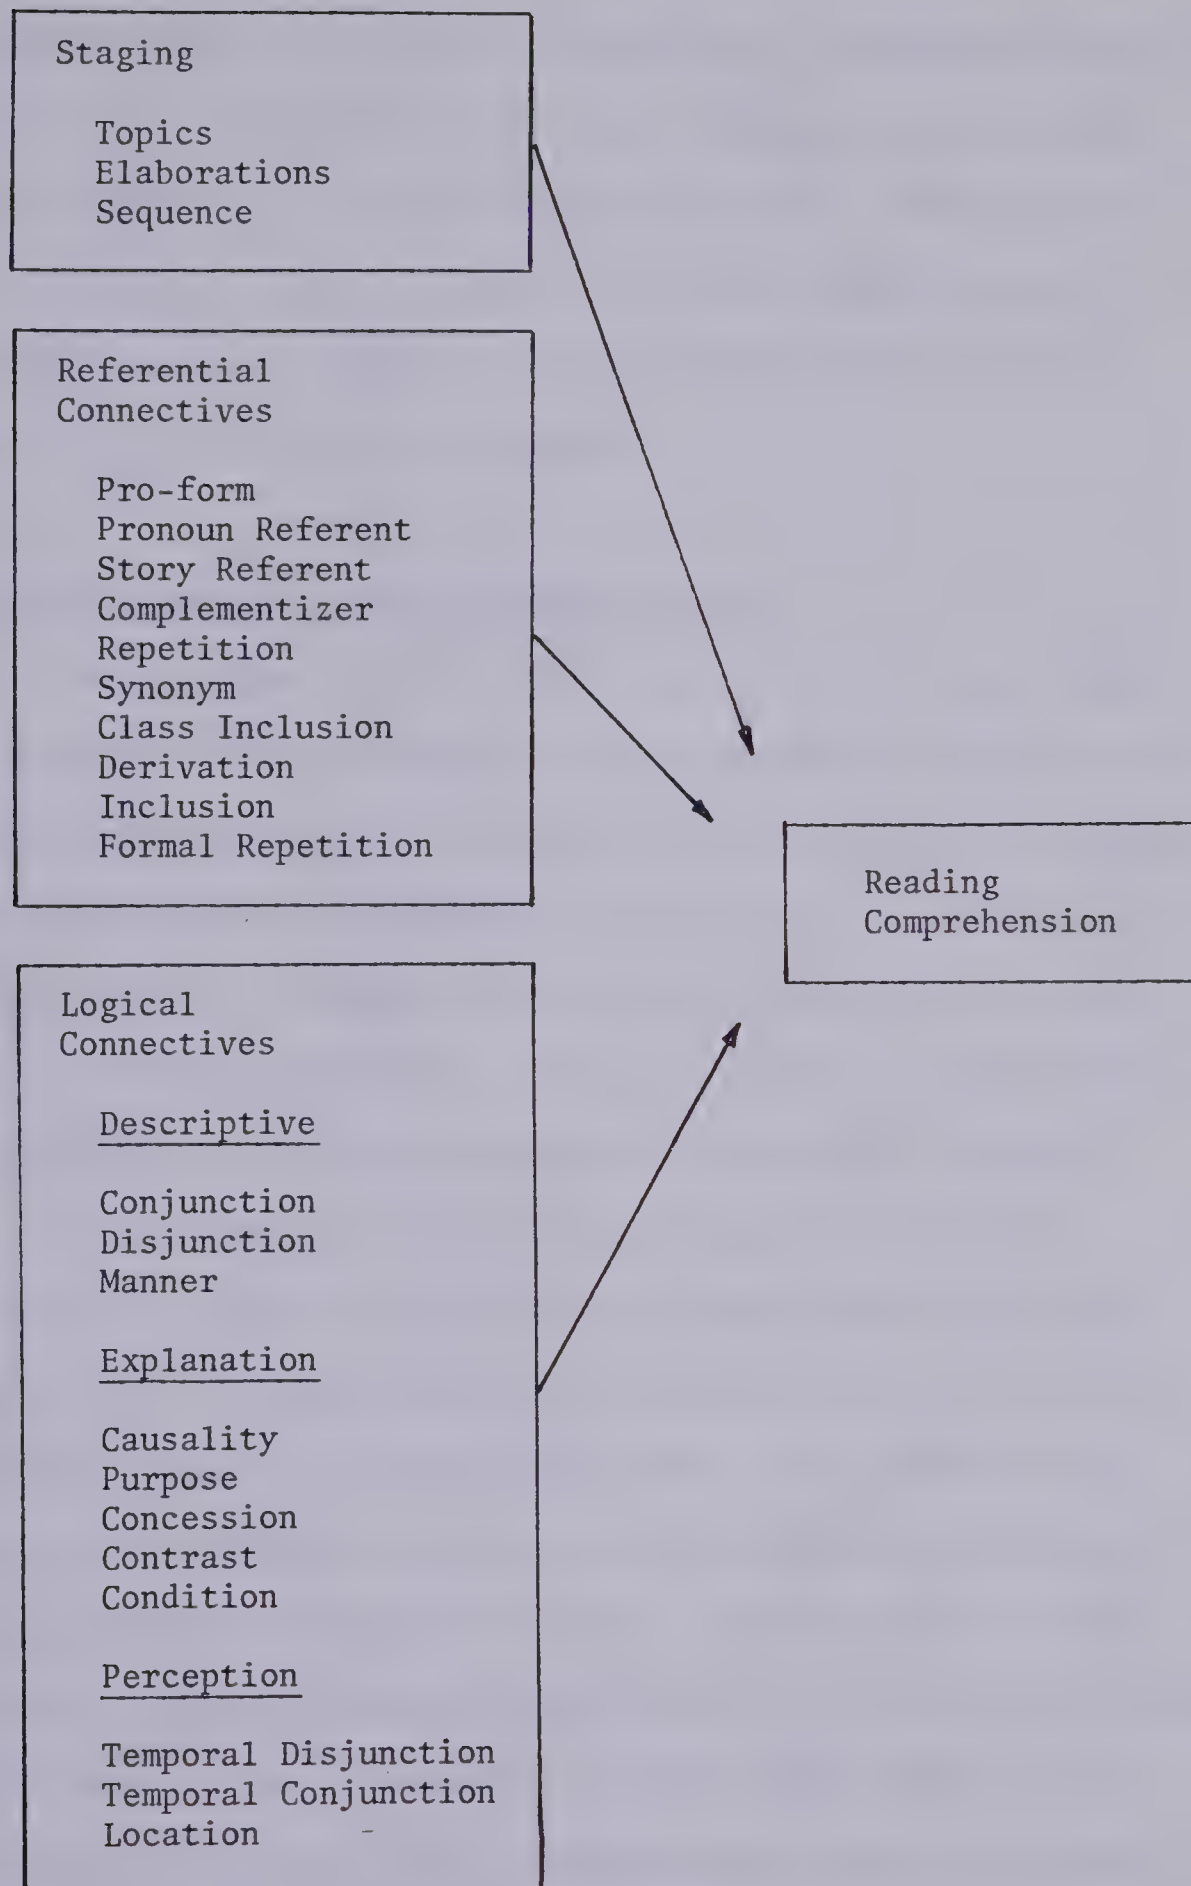 Staging
Topics
Elaborations
Sequence
Referential
Connectives
Pro-form
Pronoun Referent
Story Referent
Complementizer
Repetition
Synonym
Class Inclusion
Derivation
Inclusion
Formal Repetition
Reading
Comprehension
Logical
Connectives
Descriptive
Conjunction
Disjunction
Manner
Explanation
Causality
Purpose
Concession
Contrast
Condition
Perception
Temporal Disjunction
Temporal Conjunction
Location